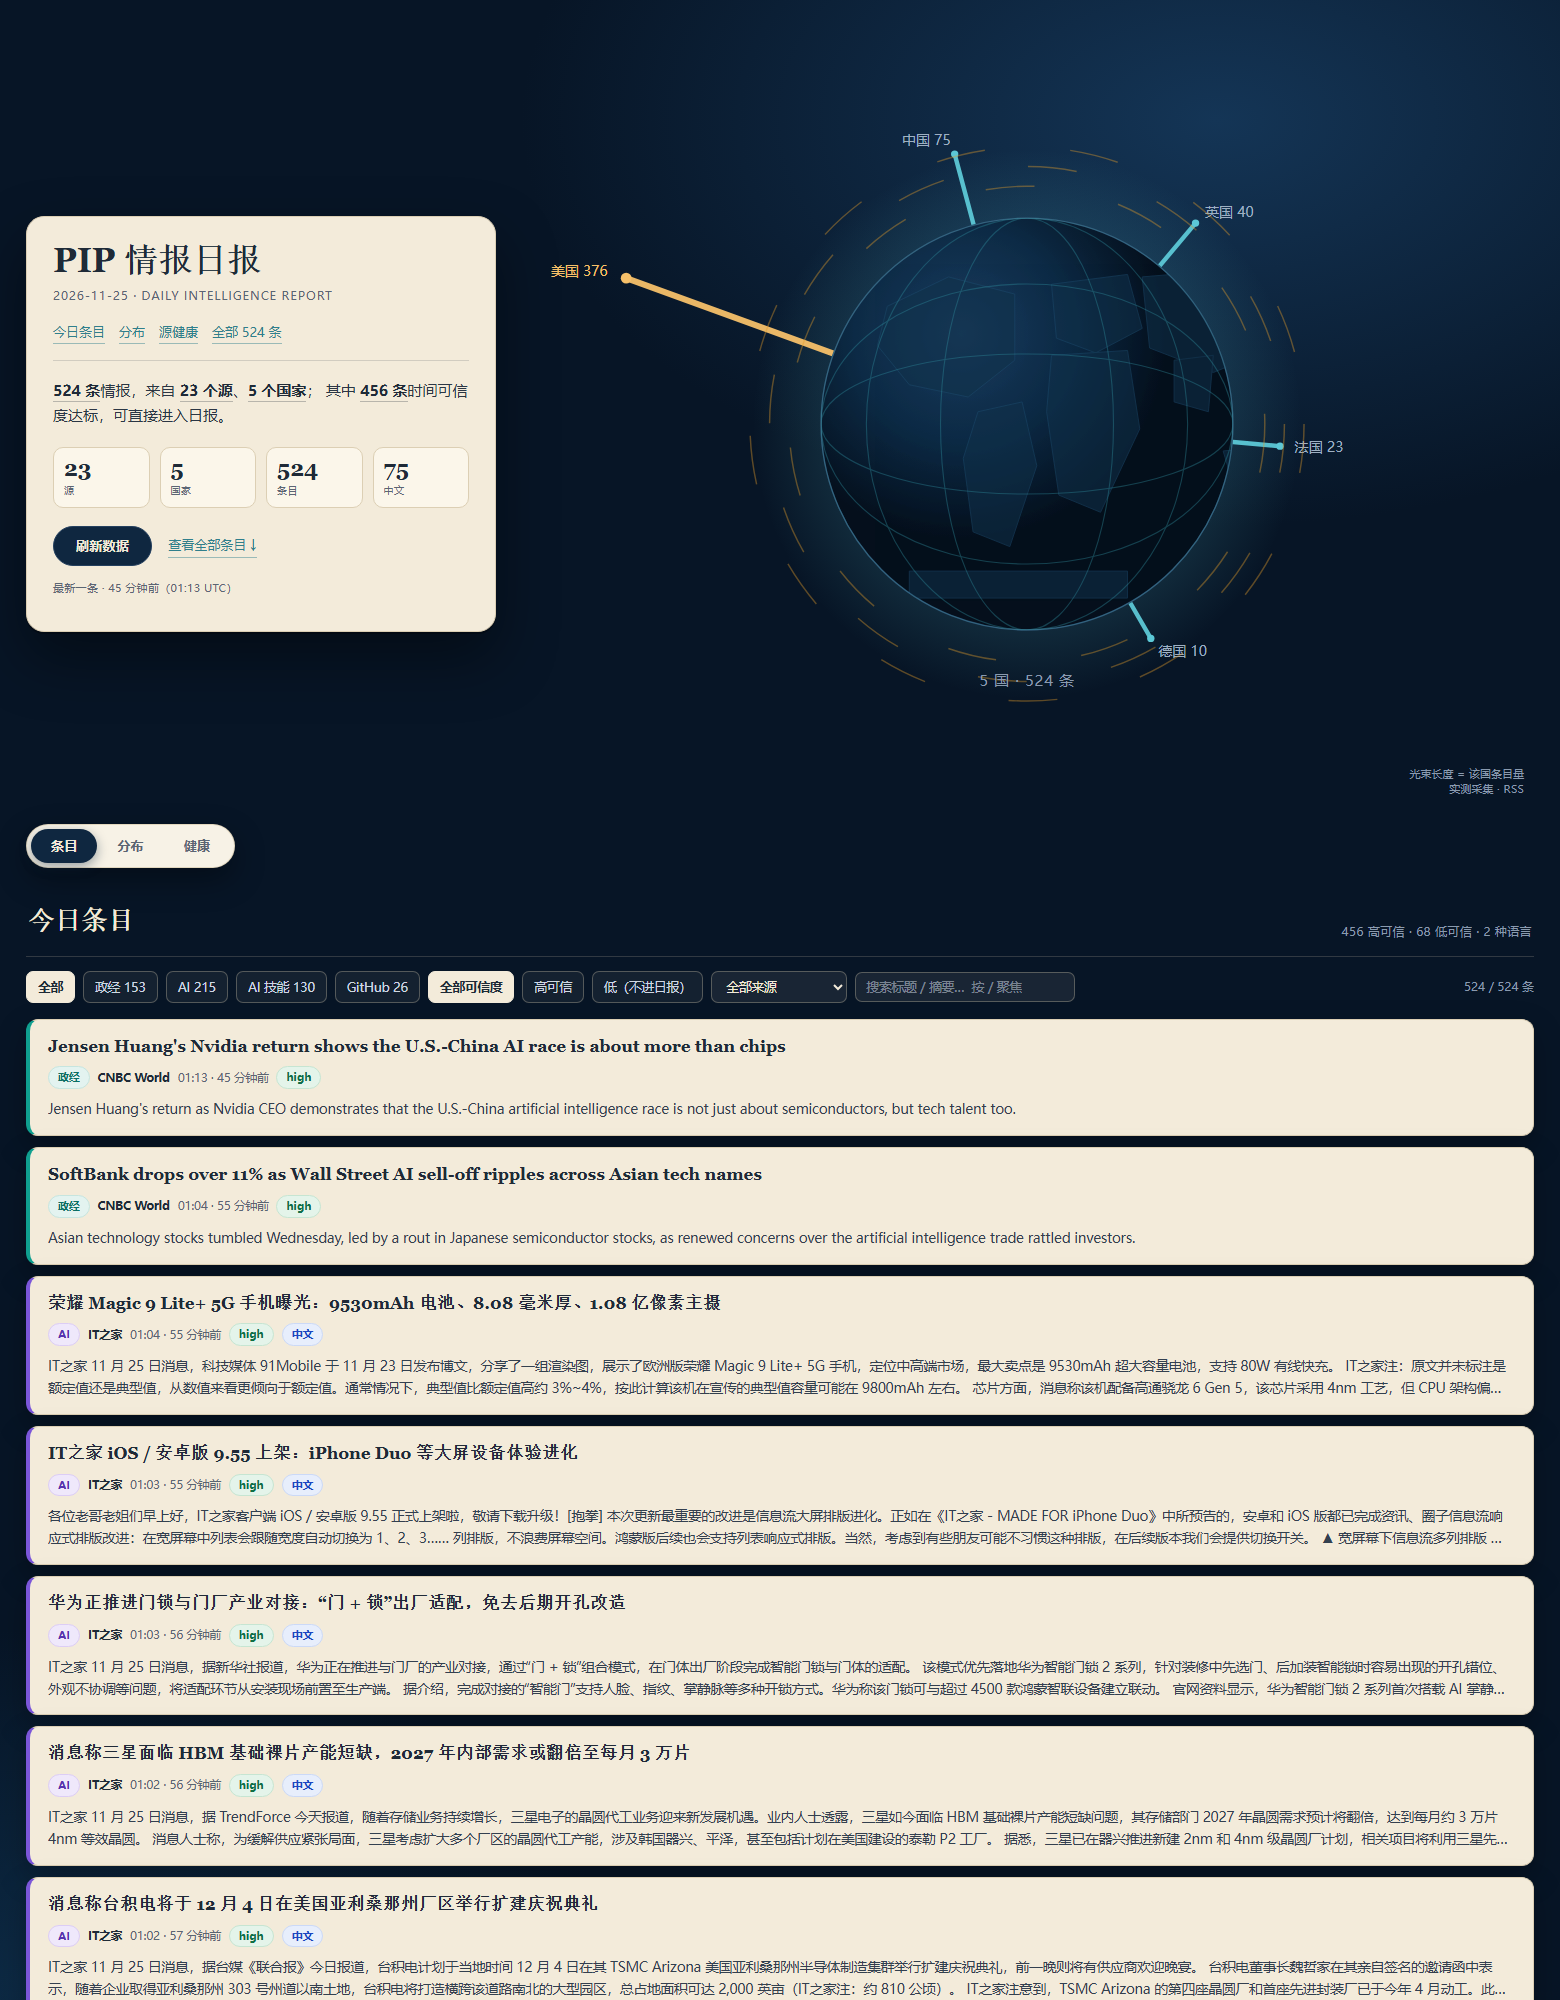 中国 75
英国 40
美国 376
法国 23
德国 10
5 国 · 524 条
光束长度 = 该国条目量
实测采集 · RSS
PIP 情报日报
2026-11-25 · DAILY INTELLIGENCE REPORT
今日条目 分布 源健康 全部 524 条
524 条情报，来自 23 个源、5 个国家； 其中 456 条时间可信
度达标，可直接进入日报。
23 5 524 75
源 国家 条目 中文
刷新数据 查看全部条目 ↓
最新一条 · 45 分钟前（01:13 UTC）
条目 分布 健康
今日条目
456 高可信 · 68 低可信 · 2 种语言
全部 政经 153 AI 215 AI 技能 130 GitHub 26 全部可信度 高可信 低（不进日报） 全部来源 搜索标题 / 摘要... 按 / 聚焦 524 / 524 条
Jensen Huang's Nvidia return shows the U.S.-China AI race is about more than chips
政经 CNBC World 01:13 · 45 分钟前 high
Jensen Huang's return as Nvidia CEO demonstrates that the U.S.-China artificial intelligence race is not just about semiconductors, but tech talent too.
SoftBank drops over 11% as Wall Street AI sell-off ripples across Asian tech names
政经 CNBC World 01:04 · 55 分钟前 high
Asian technology stocks tumbled Wednesday, led by a rout in Japanese semiconductor stocks, as renewed concerns over the artificial intelligence trade rattled investors.
荣耀 Magic 9 Lite+ 5G 手机曝光：9530mAh 电池、8.08 毫米厚、1.08 亿像素主摄
AI IT之家 01:04 · 55 分钟前 high 中文
IT之家 11 月 25 日消息，科技媒体 91Mobile 于 11 月 23 日发布博文，分享了一组渲染图，展示了欧洲版荣耀 Magic 9 Lite+ 5G 手机，定位中高端市场，最大卖点是 9530mAh 超大容量电池，支持 80W 有线快充。 IT之家注：原文并未标注是
额定值还是典型值，从数值来看更倾向于额定值。通常情况下，典型值比额定值高约 3%~4%，按此计算该机在宣传的典型值容量可能在 9800mAh 左右。 芯片方面，消息称该机配备高通骁龙 6 Gen 5，该芯片采用 4nm 工艺，但 CPU 架构偏...
IT之家 iOS / 安卓版 9.55 上架：iPhone Duo 等大屏设备体验进化
AI IT之家 01:03 · 55 分钟前 high 中文
各位老哥老姐们早上好，IT之家客户端 iOS / 安卓版 9.55 正式上架啦，敬请下载升级！[抱拳] 本次更新最重要的改进是信息流大屏排版进化。正如在《IT之家 - MADE FOR iPhone Duo》中所预告的，安卓和 iOS 版都已完成资讯、圈子信息流响
应式排版改进：在宽屏幕中列表会跟随宽度自动切换为 1、2、3...... 列排版，不浪费屏幕空间。鸿蒙版后续也会支持列表响应式排版。当然，考虑到有些朋友可能不习惯这种排版，在后续版本我们会提供切换开关。 ▲ 宽屏幕下信息流多列排版 ...
华为正推进门锁与门厂产业对接：“门 + 锁”出厂适配，免去后期开孔改造
AI IT之家 01:03 · 56 分钟前 high 中文
IT之家 11 月 25 日消息，据新华社报道，华为正在推进与门厂的产业对接，通过“门 + 锁”组合模式，在门体出厂阶段完成智能门锁与门体的适配。 该模式优先落地华为智能门锁 2 系列，针对装修中先选门、后加装智能锁时容易出现的开孔错位、
外观不协调等问题，将适配环节从安装现场前置至生产端。 据介绍，完成对接的“智能门”支持人脸、指纹、掌静脉等多种开锁方式。华为称该门锁可与超过 4500 款鸿蒙智联设备建立联动。 官网资料显示，华为智能门锁 2 系列首次搭载 AI 掌静...
消息称三星面临 HBM 基础裸片产能短缺，2027 年内部需求或翻倍至每月 3 万片
AI IT之家 01:02 · 56 分钟前 high 中文
IT之家 11 月 25 日消息，据 TrendForce 今天报道，随着存储业务持续增长，三星电子的晶圆代工业务迎来新发展机遇。业内人士透露，三星如今面临 HBM 基础裸片产能短缺问题，其存储部门 2027 年晶圆需求预计将翻倍，达到每月约 3 万片
4nm 等效晶圆。 消息人士称，为缓解供应紧张局面，三星考虑扩大多个厂区的晶圆代工产能，涉及韩国器兴、平泽，甚至包括计划在美国建设的泰勒 P2 工厂。 据悉，三星已在器兴推进新建 2nm 和 4nm 级晶圆厂计划，相关项目将利用三星先...
消息称台积电将于 12 月 4 日在美国亚利桑那州厂区举行扩建庆祝典礼
AI IT之家 01:02 · 57 分钟前 high 中文
IT之家 11 月 25 日消息，据台媒《联合报》今日报道，台积电计划于当地时间 12 月 4 日在其 TSMC Arizona 美国亚利桑那州半导体制造集群举行扩建庆祝典礼，前一晚则将有供应商欢迎晚宴。 台积电董事长魏哲家在其亲自签名的邀请函中表
示，随着企业取得亚利桑那州 303 号州道以南土地，台积电将打造横跨该道路南北的大型园区，总占地面积可达 2,000 英亩（IT之家注：约 810 公顷）。 IT之家注意到，TSMC Arizona 的第四座晶圆厂和首座先进封装厂已于今年 4 月动工。此...